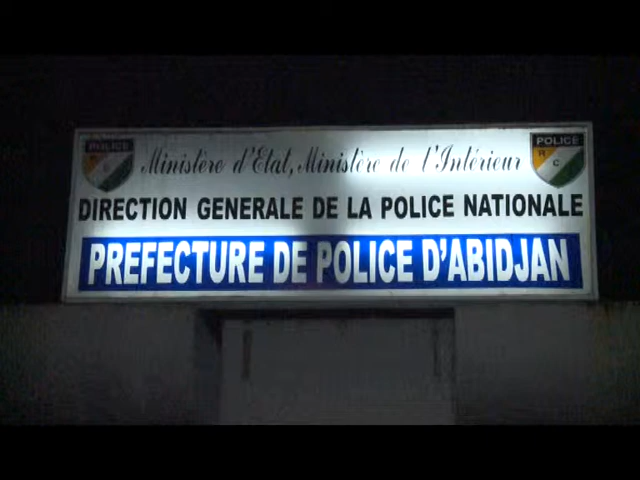 POLICE
R
C
POLICE
R
C
Ministère d'Etat, Ministère de l'Intérieur
DIRECTION GENERALE DE LA POLICE NATIONALE
PREFECTURE DE POLICE D'ABIDJAN